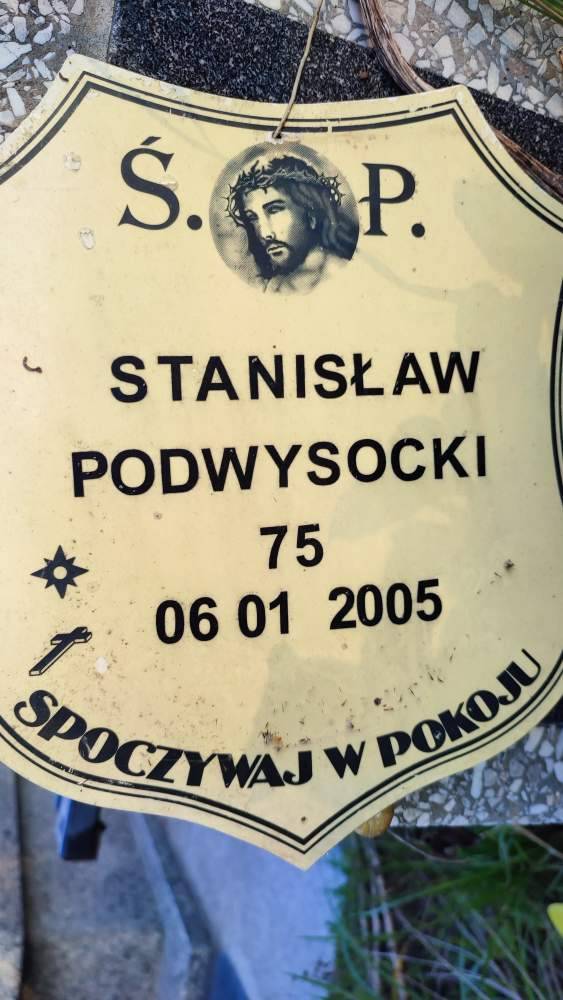 Ś. P.
STANISŁAW
PODWYSOCKI
75
06 01 2005
SPOCZYWAJ W POKOJU